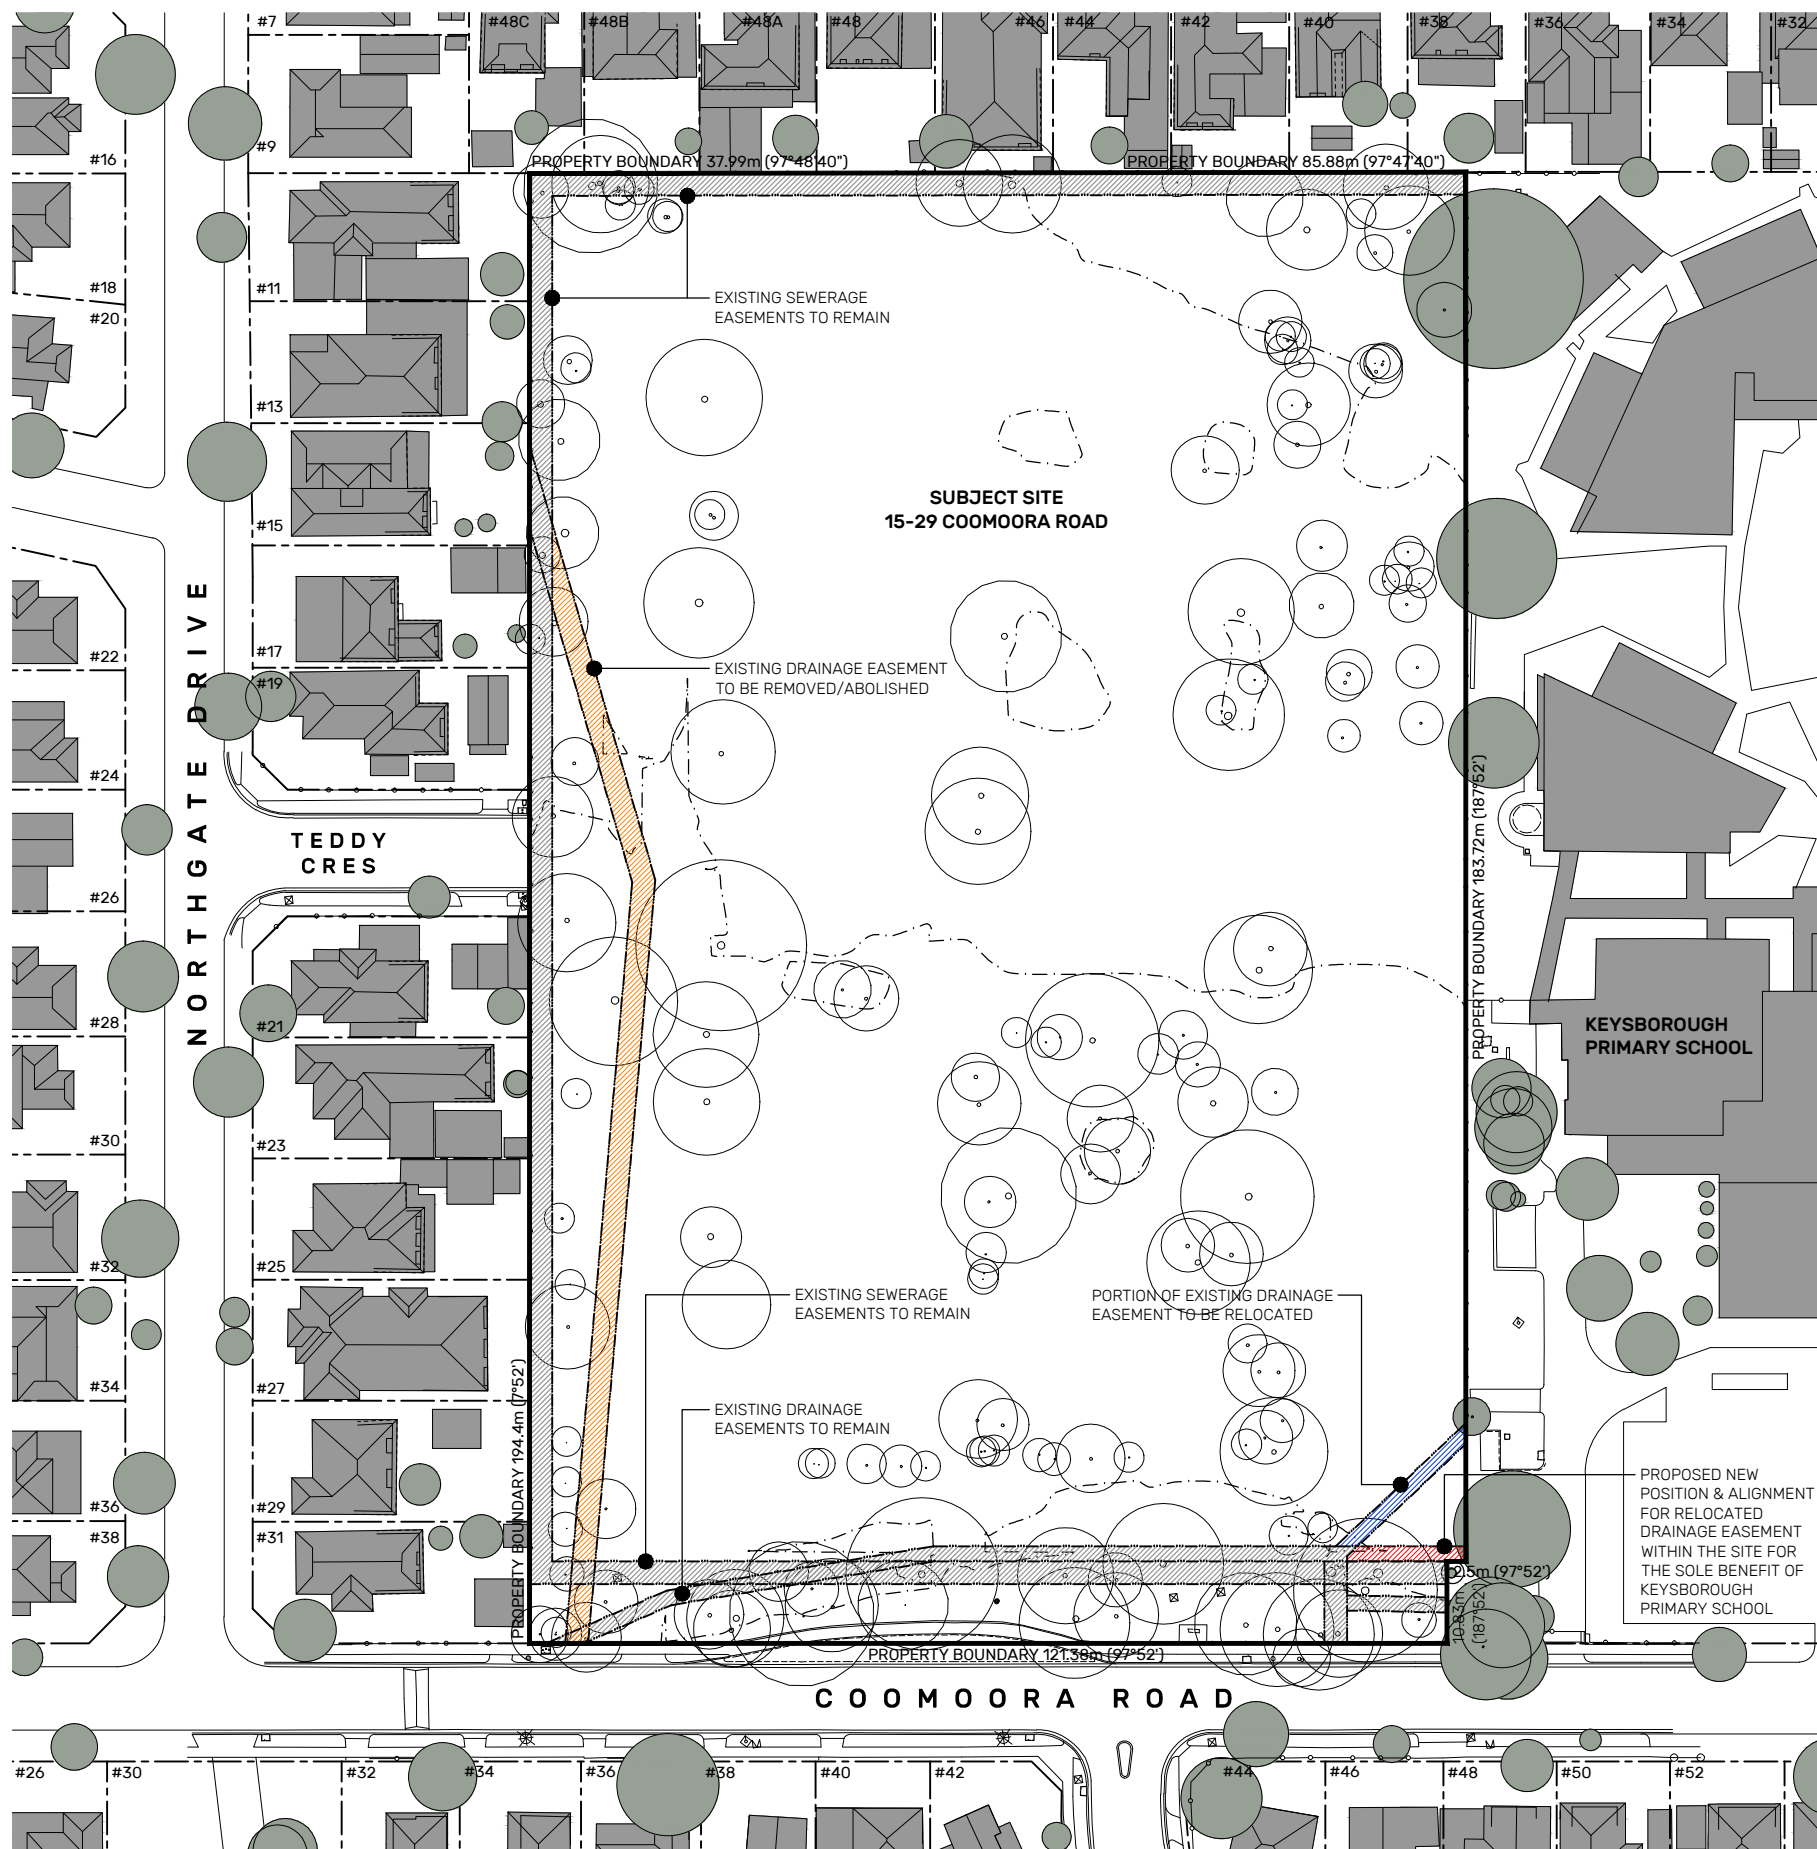 #7
#48C
#48B
#48A
#48
#46
#44
#42
#40
#38
#36
#34
#32
#16
#9
PROPERTY BOUNDARY 37.99m (97°48'40")
PROPERTY BOUNDARY 85.88m (97°47'40")
#18
#11
#20
EXISTING SEWERAGE
EASEMENTS TO REMAIN
#13
SUBJECT SITE
15-29 COOMOORA ROAD
#15
NORTHGATE DRIVE
#22
#17
#19
EXISTING DRAINAGE EASEMENT
TO BE REMOVED/ABOLISHED
#24
PROPERTY BOUNDARY 183.72m (187°52')
TEDDY
CRES
#26
#28
#21
KEYSBOROUGH
PRIMARY SCHOOL
#30
#23
#32
#25
EXISTING SEWERAGE
EASEMENTS TO REMAIN
PORTION OF EXISTING DRAINAGE
EASEMENT TO BE RELOCATED
#34
#27
PROPERTY BOUNDARY 194.4m (7°52')
EXISTING DRAINAGE
EASEMENTS TO REMAIN
#36
#29
PROPOSED NEW
POSITION & ALIGNMENT
FOR RELOCATED
DRAINAGE EASEMENT
WITHIN THE SITE FOR
THE SOLE BENEFIT OF
KEYSBOROUGH
PRIMARY SCHOOL
#38
#31
(97°52')
10.83m
(187°52')
PROPERTY BOUNDARY 121.38m (97°52')
COOMOORA ROAD
#26
#30
#32
#34
#36
#38
#40
#42
#44
#46
#48
#50
#52